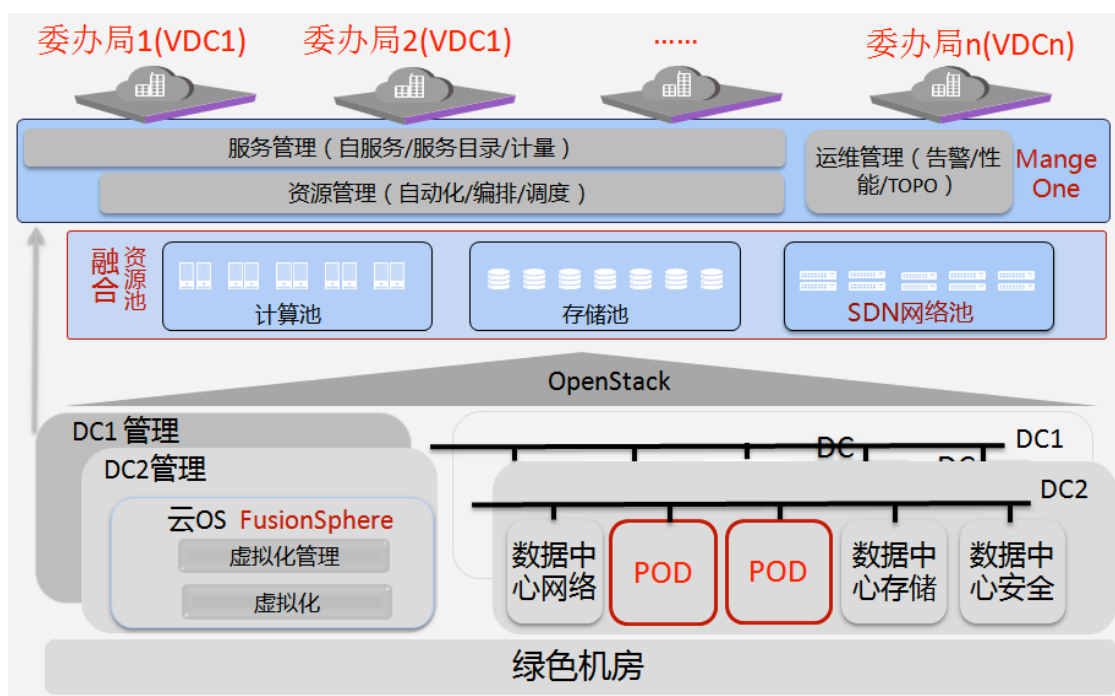 委办局1(VDC1)
委办局2(VDC1)
……
委办局n(VDCn)
服务管理（自服务/服务目录/计量）
资源管理（自动化/编排/调度）
运维管理（告警/性
能/TOPO）
Mange
One
融合
资源池
计算池
存储池
SDN网络池
OpenStack
DC1 管理
DC2管理
云OS FusionSphere
虚拟化管理
虚拟化
DC
DC1
DC2
数据中
心网络
POD
POD
数据中
心存储
数据中
心安全
绿色机房